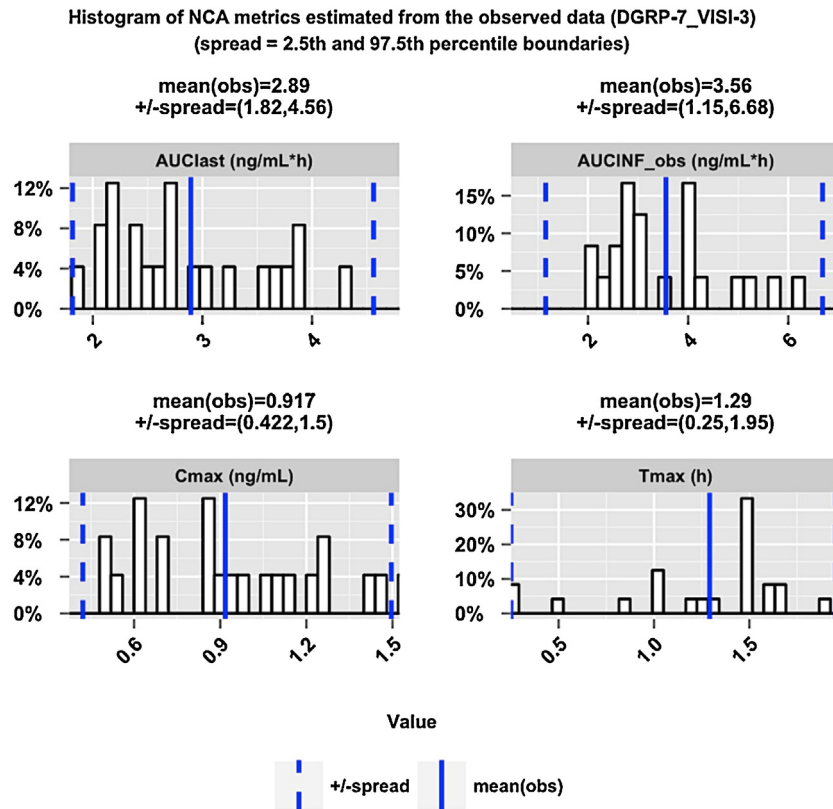 Histogram of NCA metrics estimated from the observed data (DGRP-7_VISI-3)
(spread = 2.5th and 97.5th percentile boundaries)
mean(obs)=2.89
+/-spread=(1.82,4.56)
AUClast (ng/mL*h)
12%
8%
4%
0%
2
3
4
mean(obs)=3.56
+/-spread=(1.15,6.68)
AUCINF_obs (ng/mL*h)
15%
10%
5%
0%
2
4
6
mean(obs)=0.917
+/-spread=(0.422,1.5)
Cmax (ng/mL)
12%
8%
4%
0%
0.6
0.9
1.2
1.5
mean(obs)=1.29
+/-spread=(0.25,1.95)
Tmax (h)
30%
20%
10%
0%
0.5
1.0
1.5
Value
+/-spread
mean(obs)